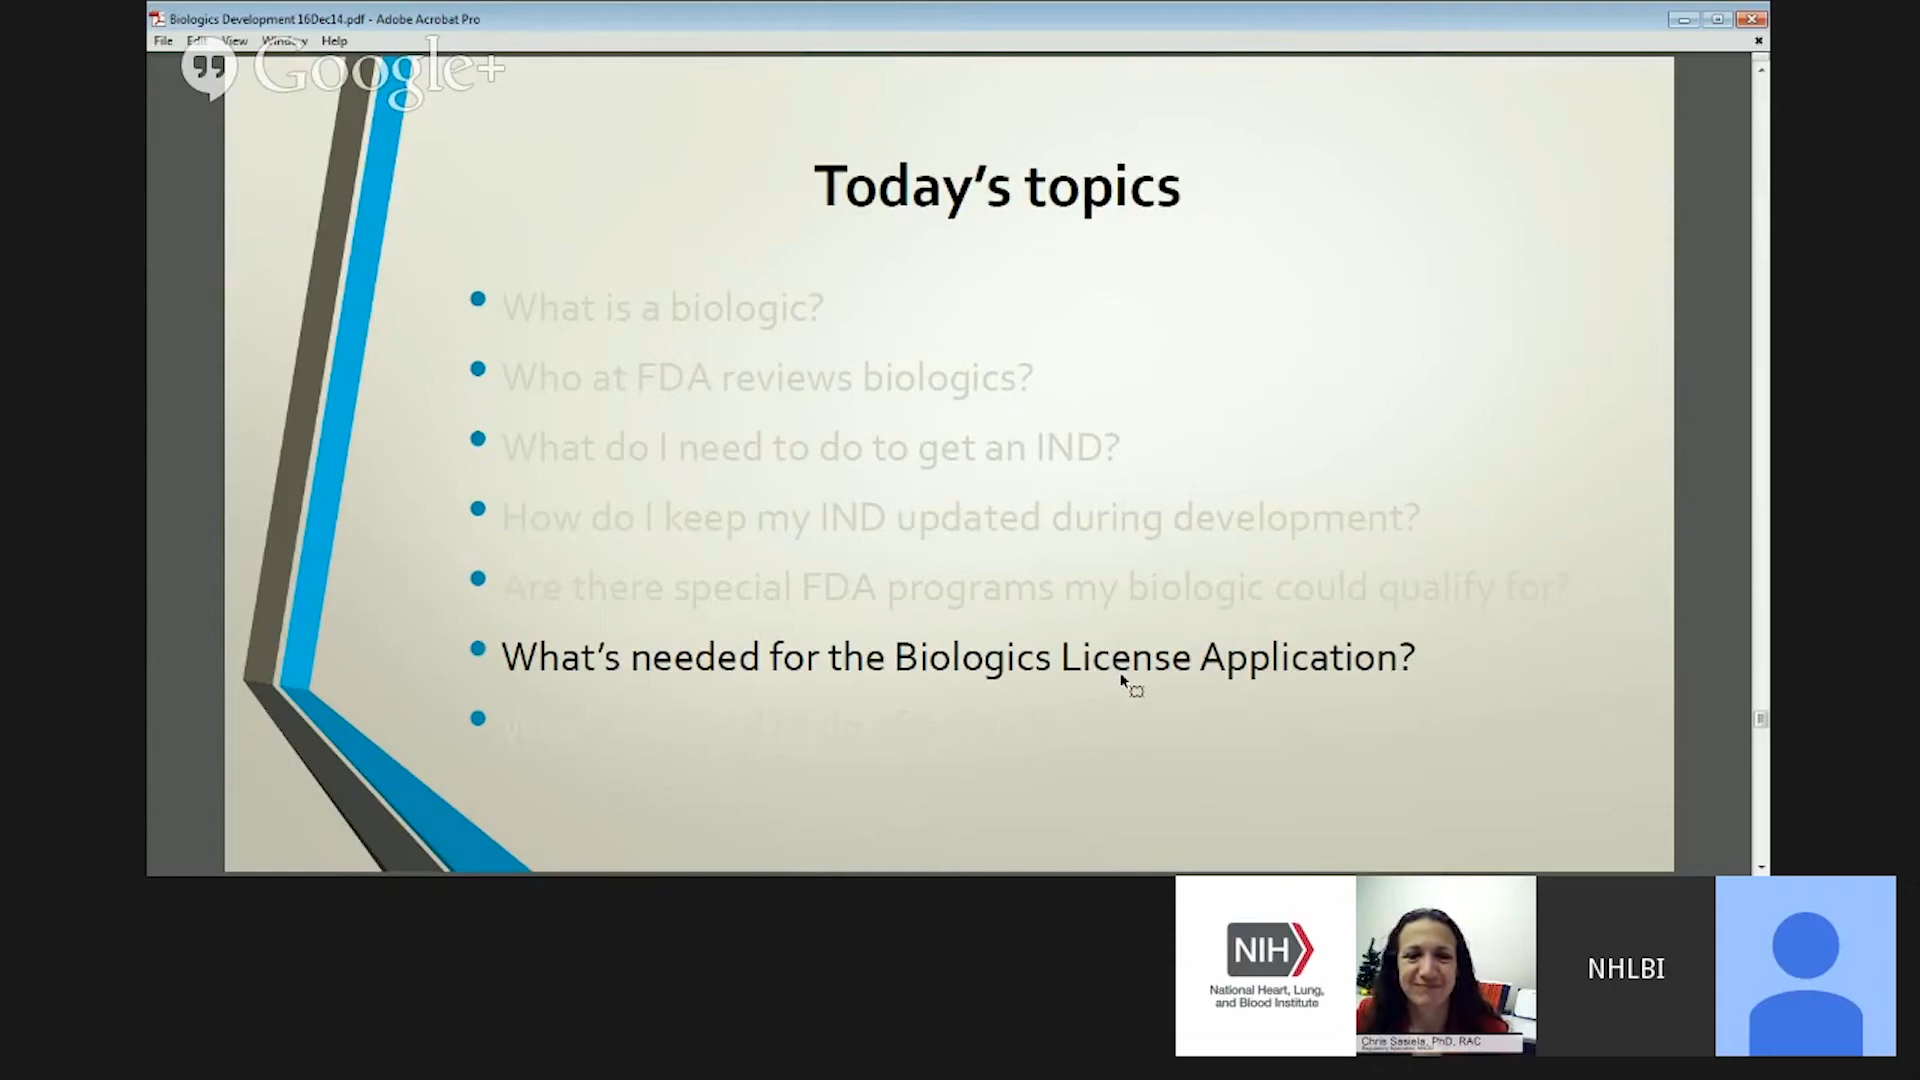 Biologics Development 16Dec14.pdf - Adobe Acrobat Pro
File Edit View Window Help
Google+
Today's topics
What is a biologic?
Who at FDA reviews biologics?
What do I need to do to get an IND?
How do I keep my IND updated during development?
Are there special FDA programs my biologic could qualify for?
What's needed for the Biologics License Application?
NIH
National Heart, Lung,
and Blood Institute
Chris Sasiela, PhD, RAC
NHLBI